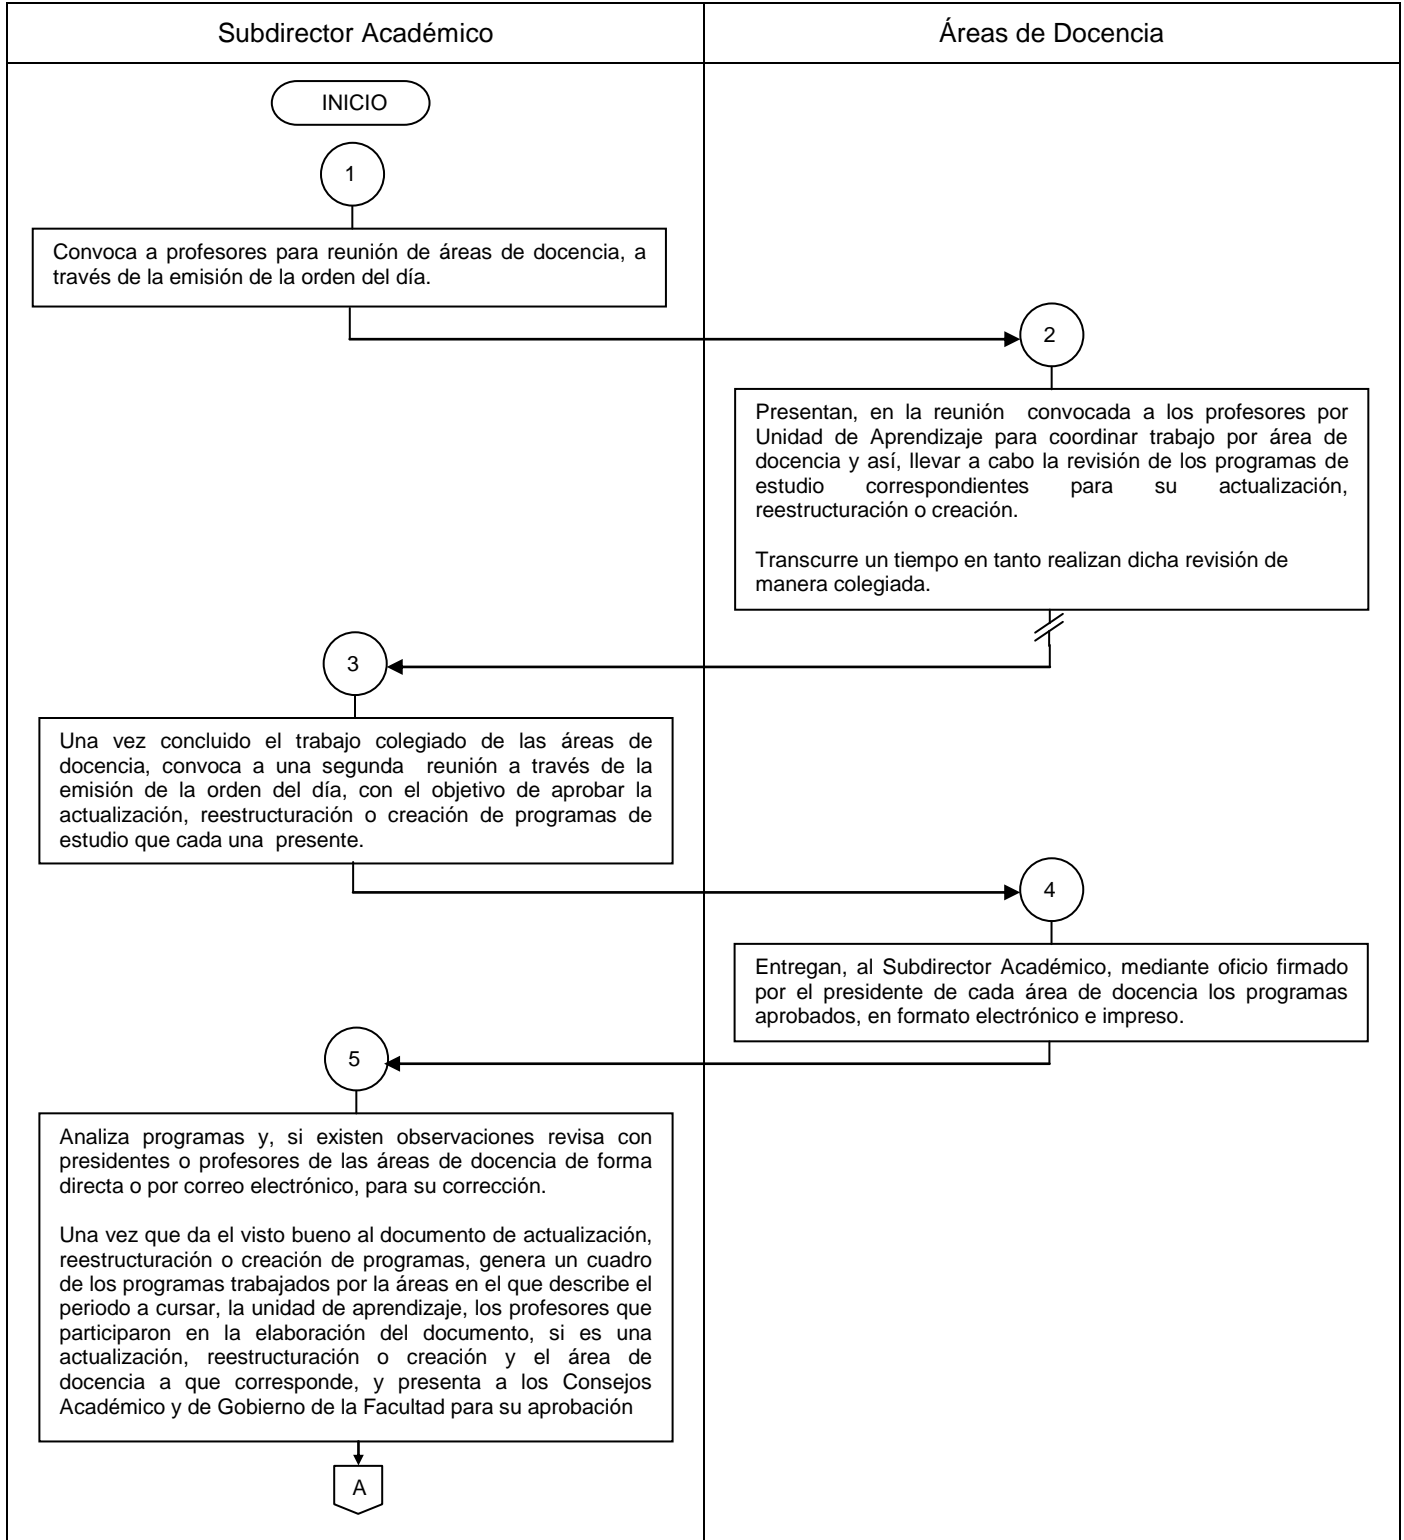 Subdirector Académico
Áreas de Docencia
INICIO
1
Convoca a profesores para reunión de áreas de docencia, a
través de la emisión de la orden del día.
2
Presentan, en la reunión convocada a los profesores por
Unidad de Aprendizaje para coordinar trabajo por área de
docencia y así, llevar a cabo la revisión de los programas de
estudio correspondientes para su actualización,
reestructuración o creación.
Transcurre un tiempo en tanto realizan dicha revisión de
manera colegiada.
3
Una vez concluido el trabajo colegiado de las áreas de
docencia, convoca a una segunda reunión a través de la
emisión de la orden del día, con el objetivo de aprobar la
actualización, reestructuración o creación de programas de
estudio que cada una presente.
4
Entregan, al Subdirector Académico, mediante oficio firmado
por el presidente de cada área de docencia los programas
aprobados, en formato electrónico e impreso.
5
Analiza programas y, si existen observaciones revisa con
presidentes o profesores de las áreas de docencia de forma
directa o por correo electrónico, para su corrección.
Una vez que da el visto bueno al documento de actualización,
reestructuración o creación de programas, genera un cuadro
de los programas trabajados por la áreas en el que describe el
periodo a cursar, la unidad de aprendizaje, los profesores que
participaron en la elaboración del documento, si es una
actualización, reestructuración o creación y el área de
docencia a que corresponde, y presenta a los Consejos
Académico y de Gobierno de la Facultad para su aprobación
A